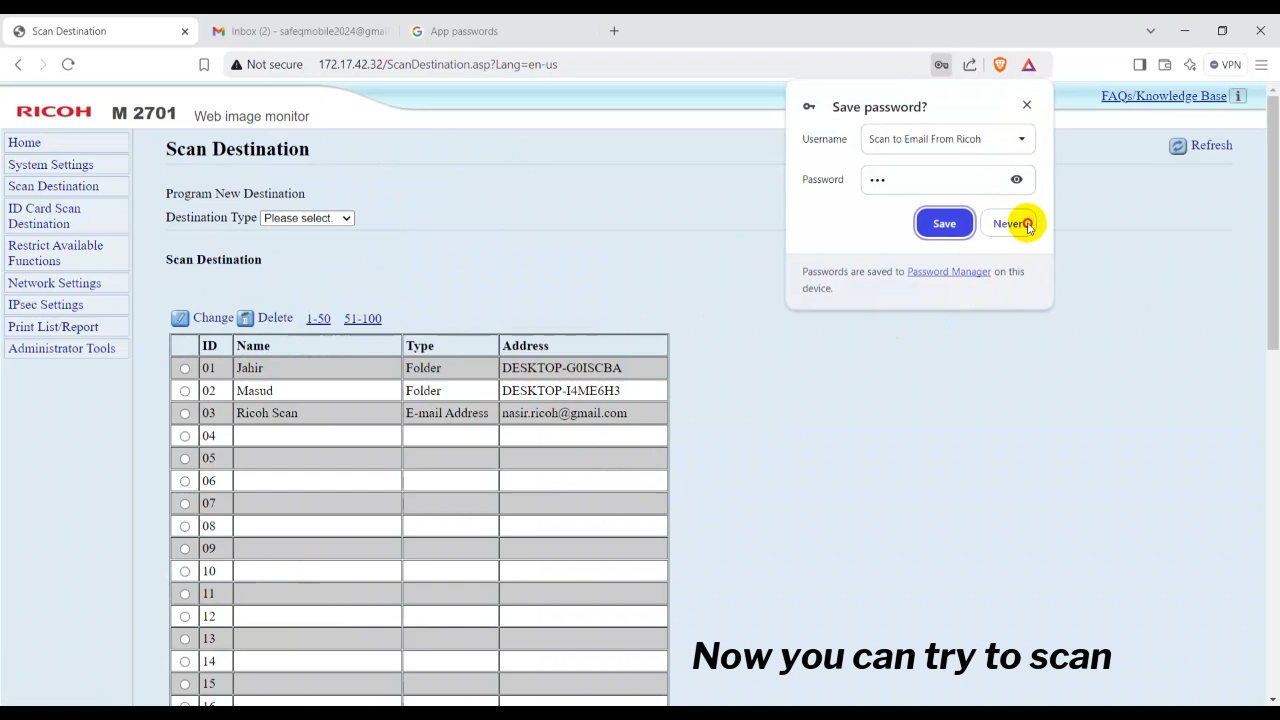 Scan Destination
Inbox (2) - safeqmobile2024@gmai
App passwords
Not secure 172.17.42.32/ScanDestination.asp?Lang=en-us
VPN
RICOH M 2701 Web image monitor
FAQs/Knowledge Base
Home
System Settings
Scan Destination
ID Card Scan
Destination
Restrict Available
Functions
Network Settings
IPsec Settings
Print List/Report
Administrator Tools
Scan Destination
Refresh
Program New Destination
Destination Type Please select.
Scan Destination
Change Delete 1-50 51-100
ID Name Type Address
01 Jahir Folder DESKTOP-G0ISCBA
02 Masud Folder DESKTOP-I4ME6H3
03 Ricoh Scan E-mail Address nasir.ricoh@gmail.com
04
05
06
07
08
09
10
11
12
13
14
15
16
Save password?
Username Scan to Email From Ricoh
Password •••
Save Never
Passwords are saved to Password Manager on this
device.
Now you can try to scan